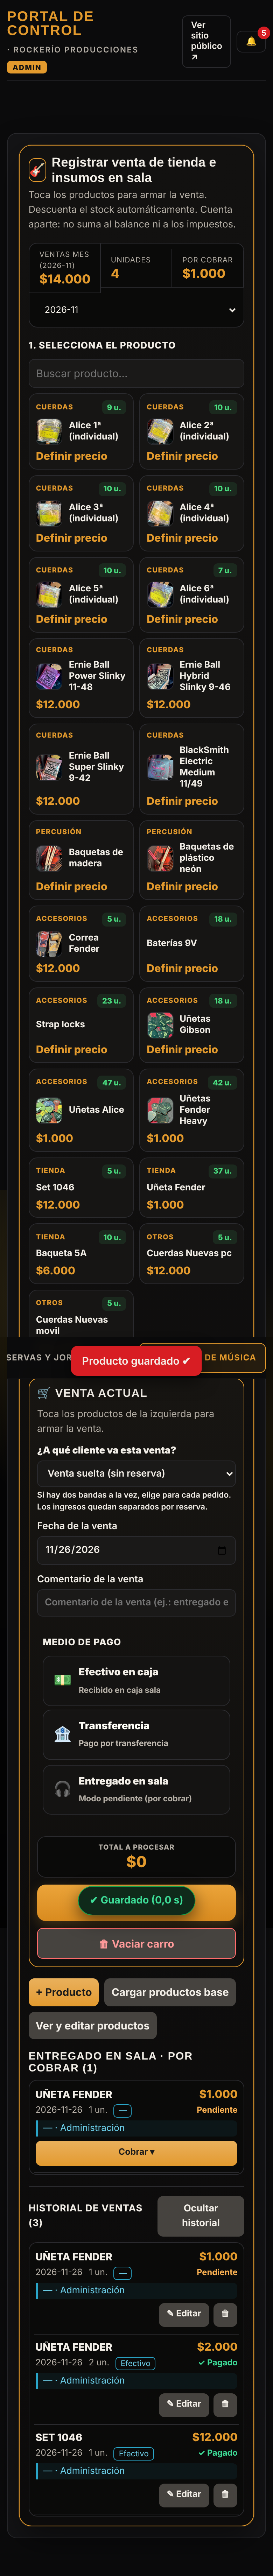 PORTAL DE
CONTROL
· ROCKERÍO PRODUCCIONES
ADMIN
Ver
sitio
público
↗
🔔 5
🎸 Registrar venta de tienda e
insumos en sala
Toca los productos para armar la venta.
Descuenta el stock automáticamente. Cuenta
aparte: no suma al balance ni a los impuestos.
VENTAS MES
(2026-11)
$14.000
UNIDADES
4
POR COBRAR
$1.000
2026-11
1. SELECCIONA EL PRODUCTO
Buscar producto...
CUERDAS 9 u.
Alice 1ª
(individual)
Definir precio
CUERDAS 10 u.
Alice 2ª
(individual)
Definir precio
CUERDAS 10 u.
Alice 3ª
(individual)
Definir precio
CUERDAS 10 u.
Alice 4ª
(individual)
Definir precio
CUERDAS 10 u.
Alice 5ª
(individual)
Definir precio
CUERDAS 7 u.
Alice 6ª
(individual)
Definir precio
CUERDAS
Ernie Ball
Power Slinky
11-48
$12.000
CUERDAS
Ernie Ball
Hybrid
Slinky 9-46
$12.000
CUERDAS
Ernie Ball
Super Slinky
9-42
$12.000
CUERDAS
BlackSmith
Electric
Medium
11/49
Definir precio
PERCUSIÓN
Baquetas de
madera
Definir precio
PERCUSIÓN
Baquetas de
plástico
neón
Definir precio
ACCESORIOS 5 u.
Correa
Fender
$12.000
ACCESORIOS 18 u.
Baterías 9V
Definir precio
ACCESORIOS 23 u.
Strap locks
Definir precio
ACCESORIOS 18 u.
Uñetas
Gibson
Definir precio
ACCESORIOS 47 u.
Uñetas Alice
$1.000
ACCESORIOS 42 u.
Uñetas
Fender
Heavy
$1.000
TIENDA 5 u.
Set 1046
$12.000
TIENDA 37 u.
Uñeta Fender
$1.000
TIENDA 10 u.
Baqueta 5A
$6.000
OTROS 5 u.
Cuerdas Nuevas pc
$12.000
OTROS 5 u.
Cuerdas Nuevas
movil
SERVAS Y JOR
Producto guardado ✔
DE MÚSICA
🛒 VENTA ACTUAL
Toca los productos de la izquierda para
armar la venta.
¿A qué cliente va esta venta?
Venta suelta (sin reserva)
Si hay dos bandas a la vez, elige para cada pedido.
Los ingresos quedan separados por reserva.
Fecha de la venta
11/26/2026
Comentario de la venta
Comentario de la venta (ej.: entregado e
MEDIO DE PAGO
💵 Efectivo en caja
Recibido en caja sala
🏦 Transferencia
Pago por transferencia
🎧 Entregado en sala
Modo pendiente (por cobrar)
TOTAL A PROCESAR
$0
✔ Guardado (0,0 s)
🗑 Vaciar carro
+ Producto
Cargar productos base
Ver y editar productos
ENTREGADO EN SALA · POR
COBRAR (1)
UÑETA FENDER $1.000
2026-11-26 1 un. — Pendiente
— · Administración
Cobrar ▾
HISTORIAL DE VENTAS
(3)
Ocultar
historial
UÑETA FENDER $1.000
2026-11-26 1 un. — Pendiente
— · Administración
✎ Editar 🗑
UÑETA FENDER $2.000
2026-11-26 2 un. Efectivo ✓ Pagado
— · Administración
✎ Editar 🗑
SET 1046 $12.000
2026-11-26 1 un. Efectivo ✓ Pagado
— · Administración
✎ Editar 🗑